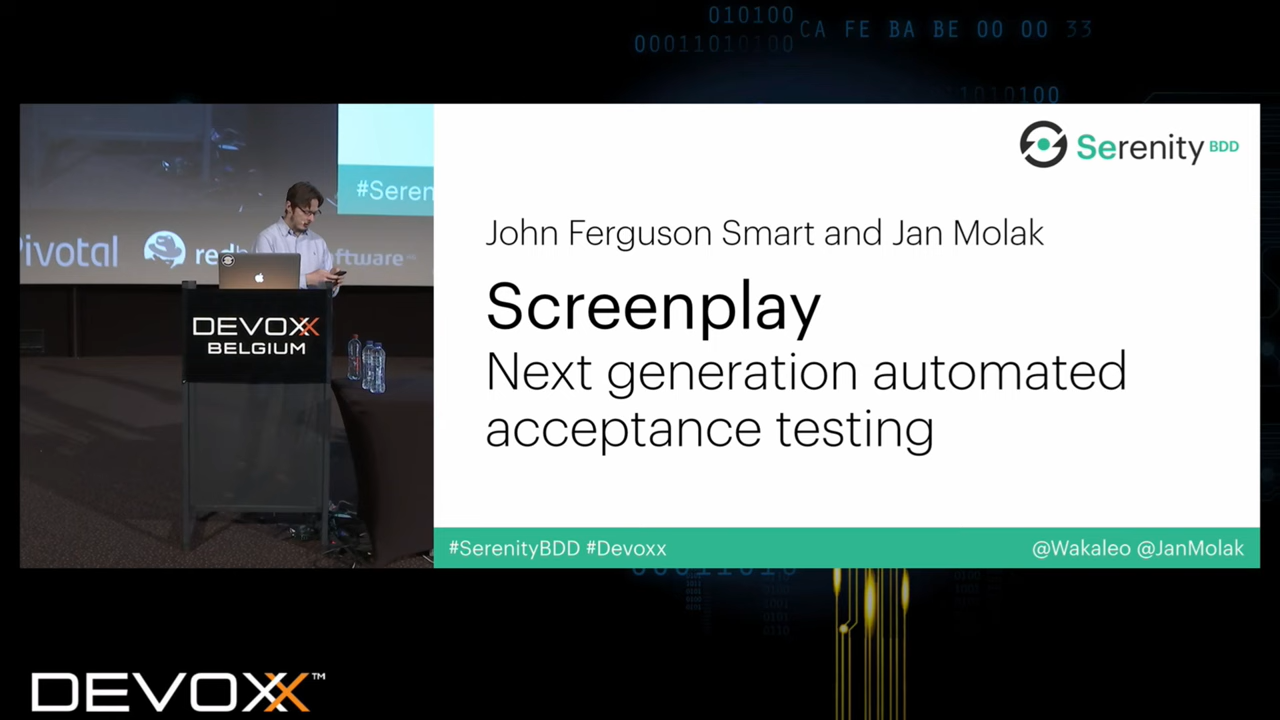 010100
00011010100
CA FE BA BE 00 00 33
1010100
Serenity BDD
#Seren
John Ferguson Smart and Jan Molak
Screenplay
Next generation automated
acceptance testing
Pivotal
ftware
DEVOXX
BELGIUM
#SerenityBDD #Devoxx
@Wakaleo @JanMolak
DEVOXX™